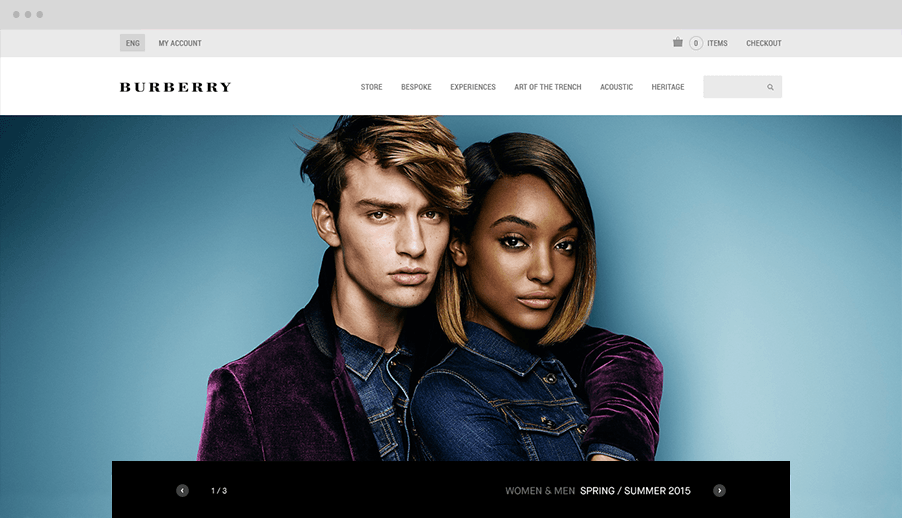 ENG MY ACCOUNT 0 ITEMS CHECKOUT
BURBERRY STORE BESPOKE EXPERIENCES ART OF THE TRENCH ACOUSTIC HERITAGE
1 / 3 WOMEN & MEN SPRING / SUMMER 2015